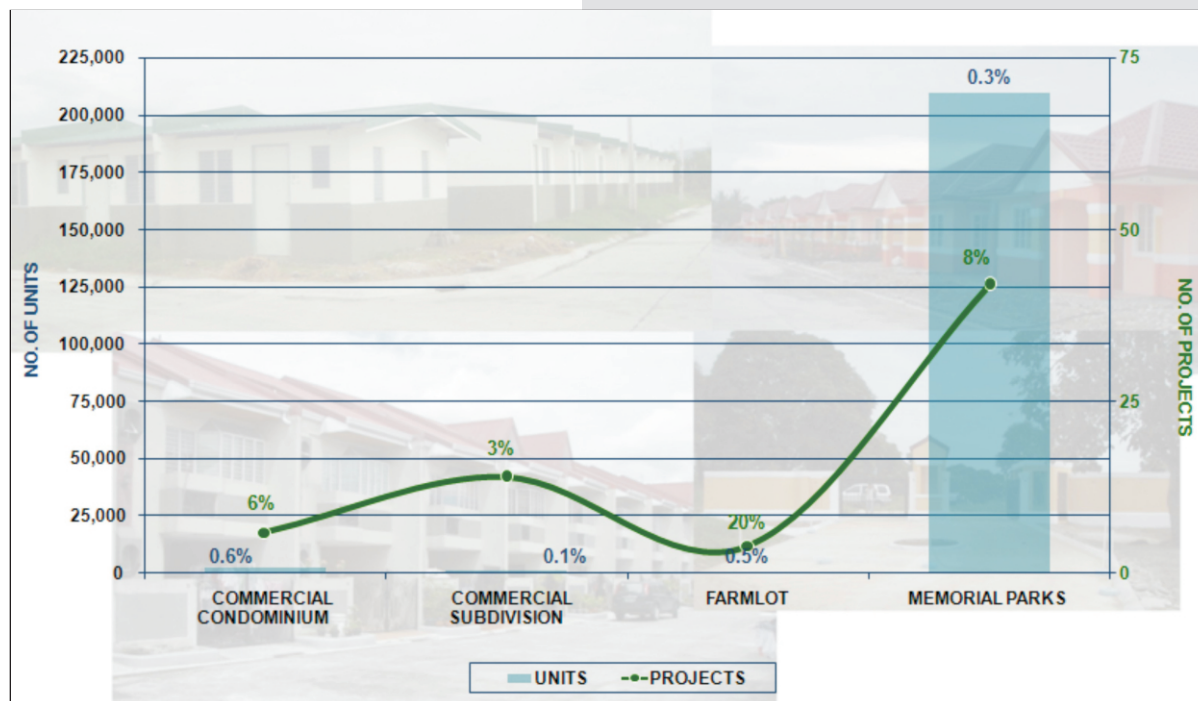 225,000
200,000
175,000
150,000
125,000
100,000
75,000
50,000
25,000
0
NO. OF UNITS
75
50
25
0
NO. OF PROJECTS
0.3%
8%
3%
6%
20%
0.6%
0.1%
0.5%
COMMERCIAL
CONDOMINIUM
COMMERCIAL
SUBDIVISION
FARMLOT
MEMORIAL PARKS
UNITS
PROJECTS